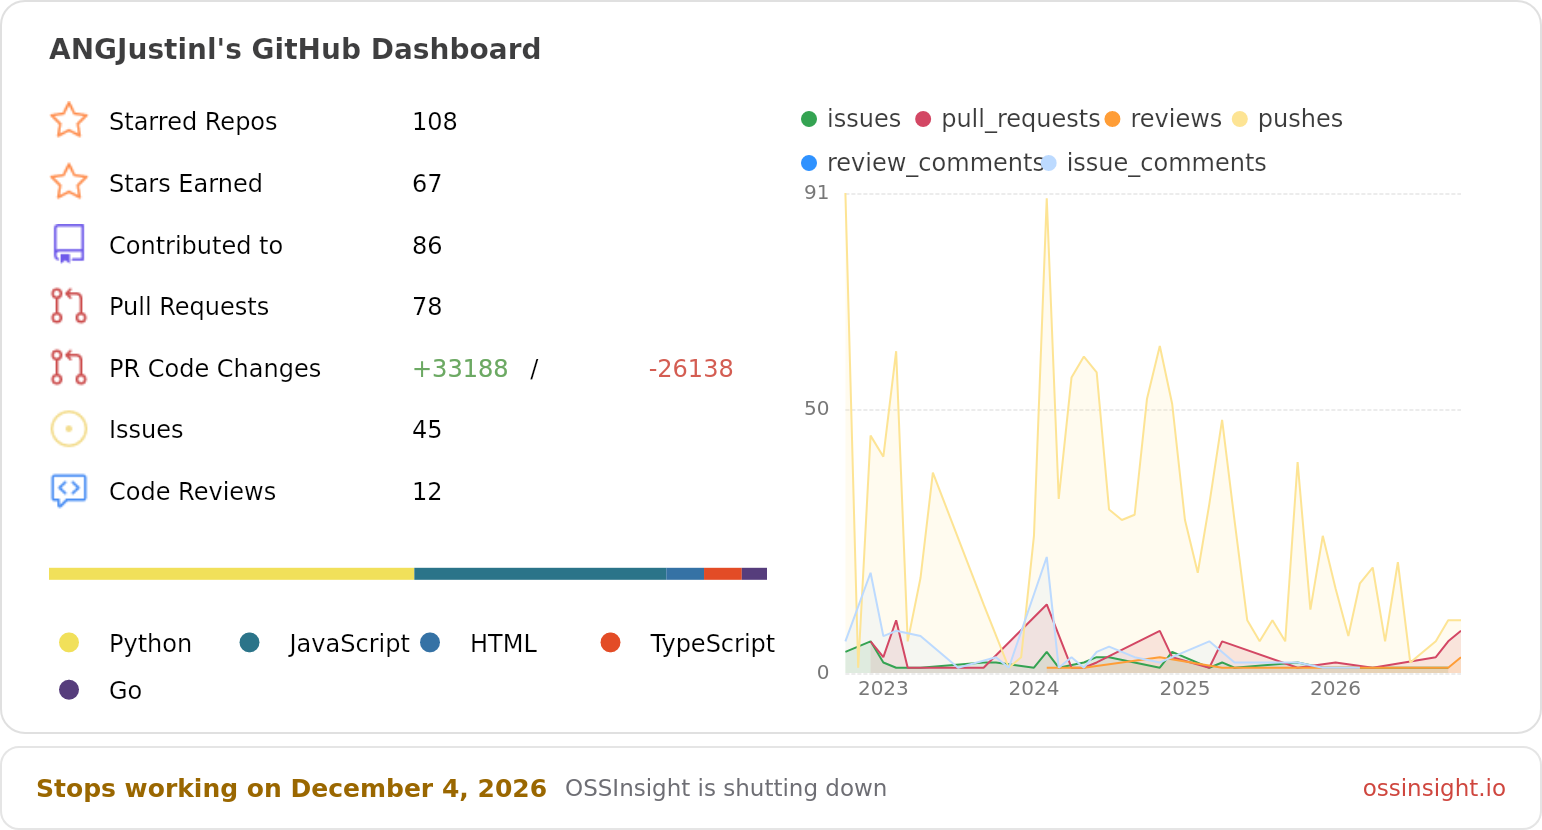 ANGJustinl's GitHub Dashboard
Starred Repos 108
Stars Earned 67
Contributed to 86
Pull Requests 78
PR Code Changes +33188 / -26138
Issues 45
Code Reviews 12
Python JavaScript HTML TypeScript
Go
issues pull_requests reviews pushes
review_comments issue_comments
91
50
0
2023 2024 2025 2026
Stops working on December 4, 2026 OSSInsight is shutting down ossinsight.io